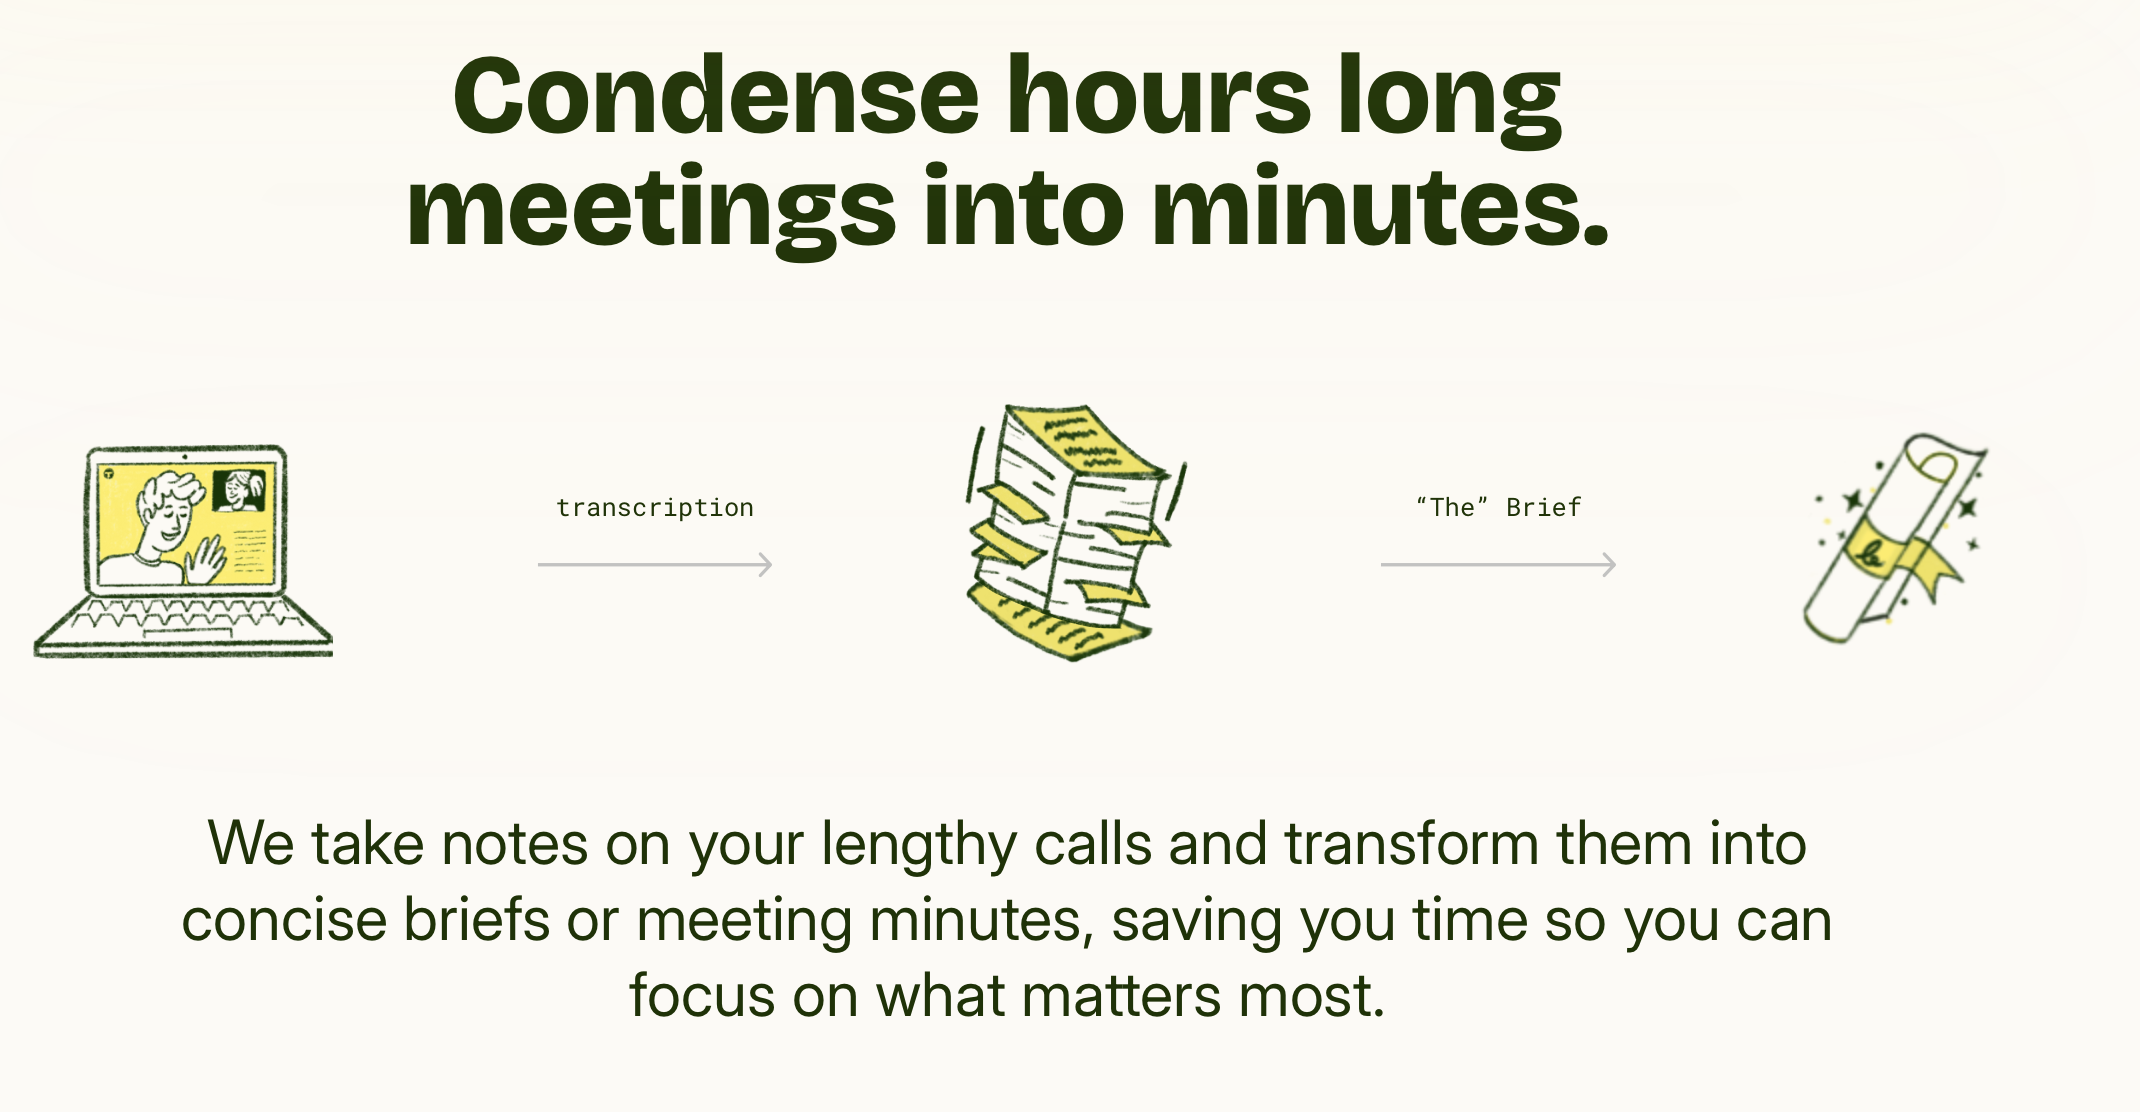 Condense hours long
meetings into minutes.
transcription
“The” Brief
We take notes on your lengthy calls and transform them into
concise briefs or meeting minutes, saving you time so you can
focus on what matters most.